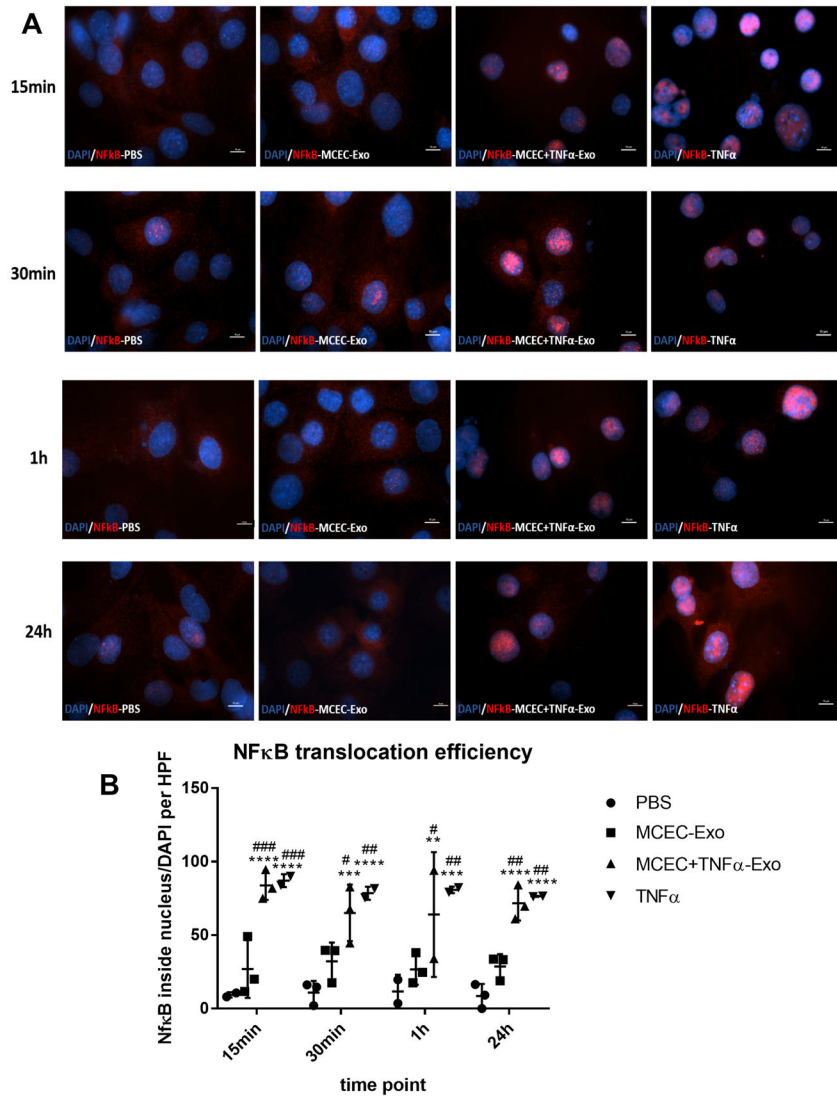 A
15min
DAPI/NFkB-PBS
DAPI/NFkB-MCEC-Exo
DAPI/NFkB-MCEC+TNFα-Exo
DAPI/NFkB-TNFα
30min
DAPI/NFkB-PBS
DAPI/NFkB-MCEC-Exo
DAPI/NFkB-MCEC+TNFα-Exo
DAPI/NFkB-TNFα
1h
DAPI/NFkB-PBS
DAPI/NFkB-MCEC-Exo
DAPI/NFkB-MCEC+TNFα-Exo
DAPI/NFkB-TNFα
24h
DAPI/NFkB-PBS
DAPI/NFkB-MCEC-Exo
DAPI/NFkB-MCEC+TNFα-Exo
DAPI/NFkB-TNFα
NFκB translocation efficiency
B
NfκB inside nucleus/DAPI per HPF
150
100
50
0
### ###
**** ****
# ##
*** ****
# ##
** ***
## ##
**** ****
15min
30min
1h
24h
time point
PBS
MCEC-Exo
MCEC+TNFα-Exo
TNFα